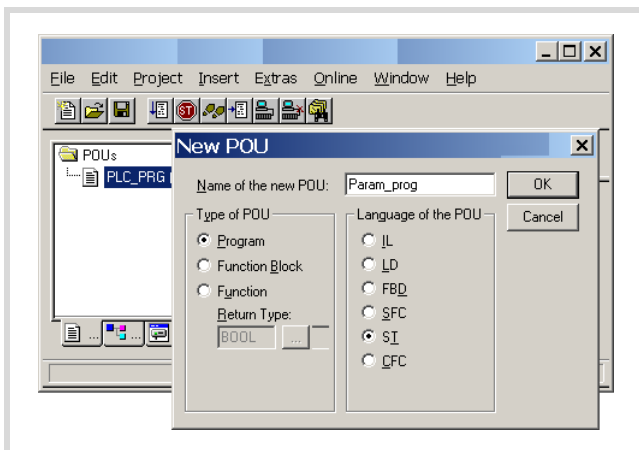 File Edit Project Insert Extras Online Window Help
ST
POUs
PLC_PRG
New POU
Name of the new POU: Param_prog
OK
Cancel
Type of POU
Program
Function Block
Function
Return Type:
BOOL ...
Language of the POU
IL
LD
FBD
SFC
ST
CFC
... ...